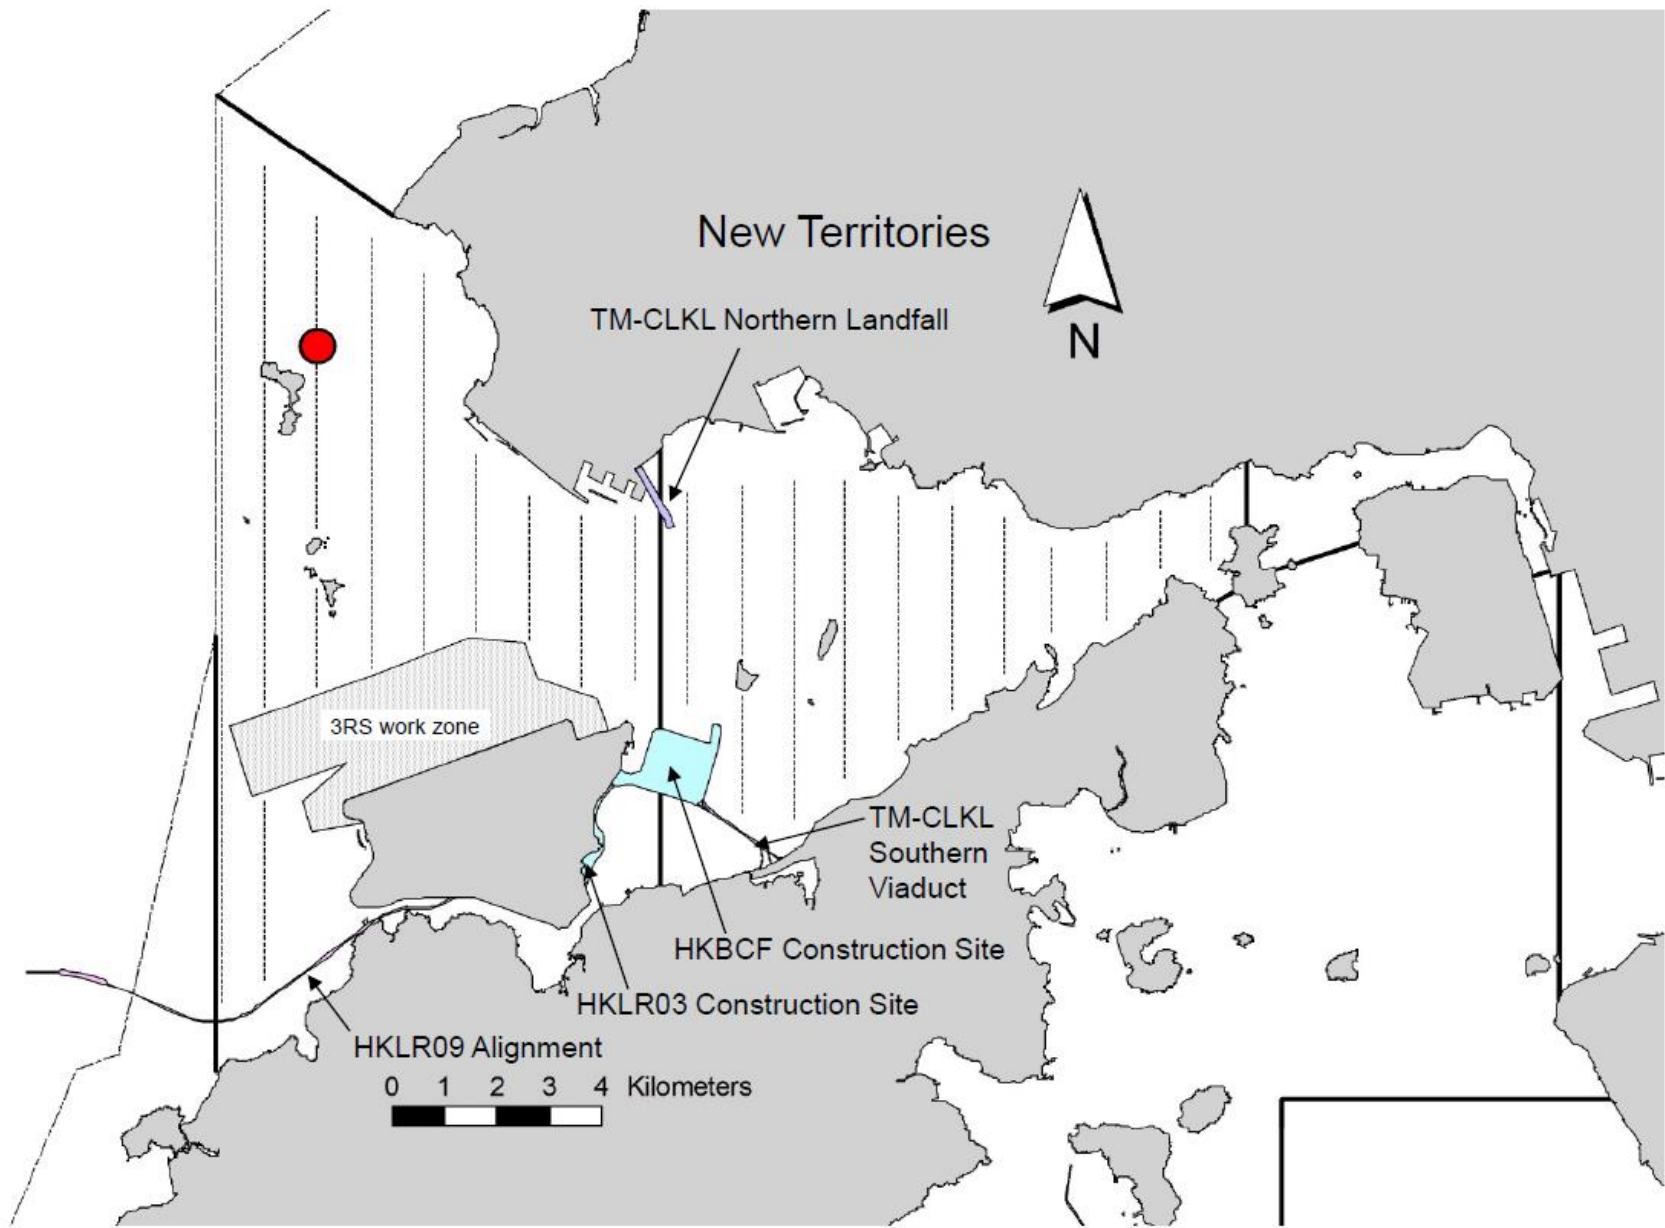 New Territories
TM-CLKL Northern Landfall
N
3RS work zone
TM-CLKL
Southern
Viaduct
HKBCF Construction Site
HKLR03 Construction Site
HKLR09 Alignment
0 1 2 3 4 Kilometers